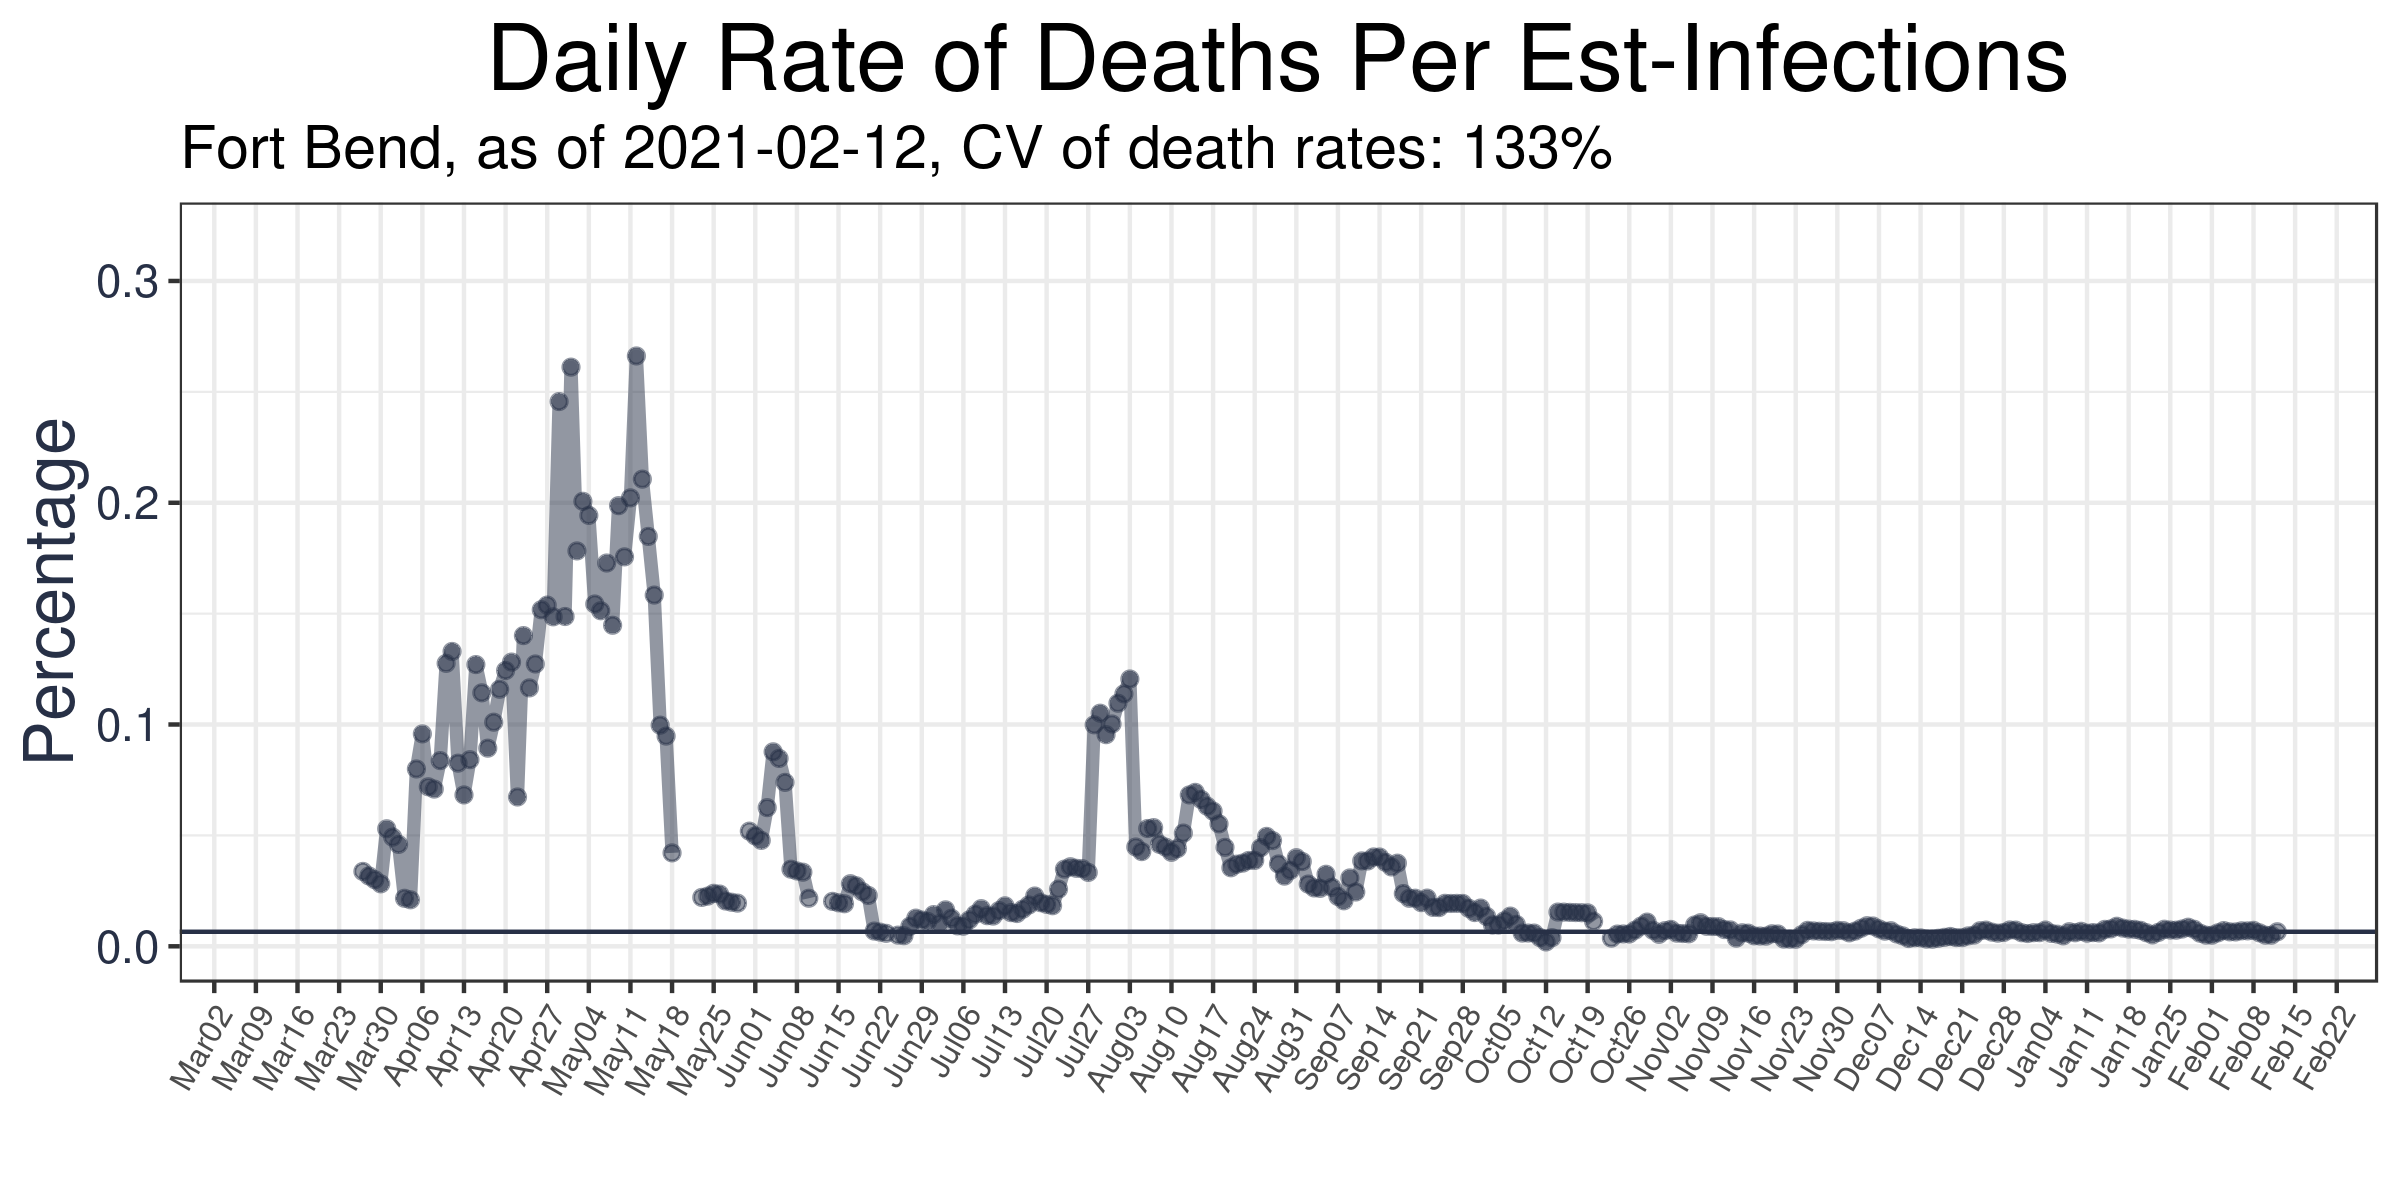 Daily Rate of Deaths Per Est-Infections
Fort Bend, as of 2021-02-12, CV of death rates: 133%
Percentage
0.3
0.2
0.1
0.0
Mar02
Mar09
Mar16
Mar23
Mar30
Apr06
Apr13
Apr20
Apr27
May04
May11
May18
May25
Jun01
Jun08
Jun15
Jun22
Jun29
Jul06
Jul13
Jul20
Jul27
Aug03
Aug10
Aug17
Aug24
Aug31
Sep07
Sep14
Sep21
Sep28
Oct05
Oct12
Oct19
Oct26
Nov02
Nov09
Nov16
Nov23
Nov30
Dec07
Dec14
Dec21
Dec28
Jan04
Jan11
Jan18
Jan25
Feb01
Feb08
Feb15
Feb22